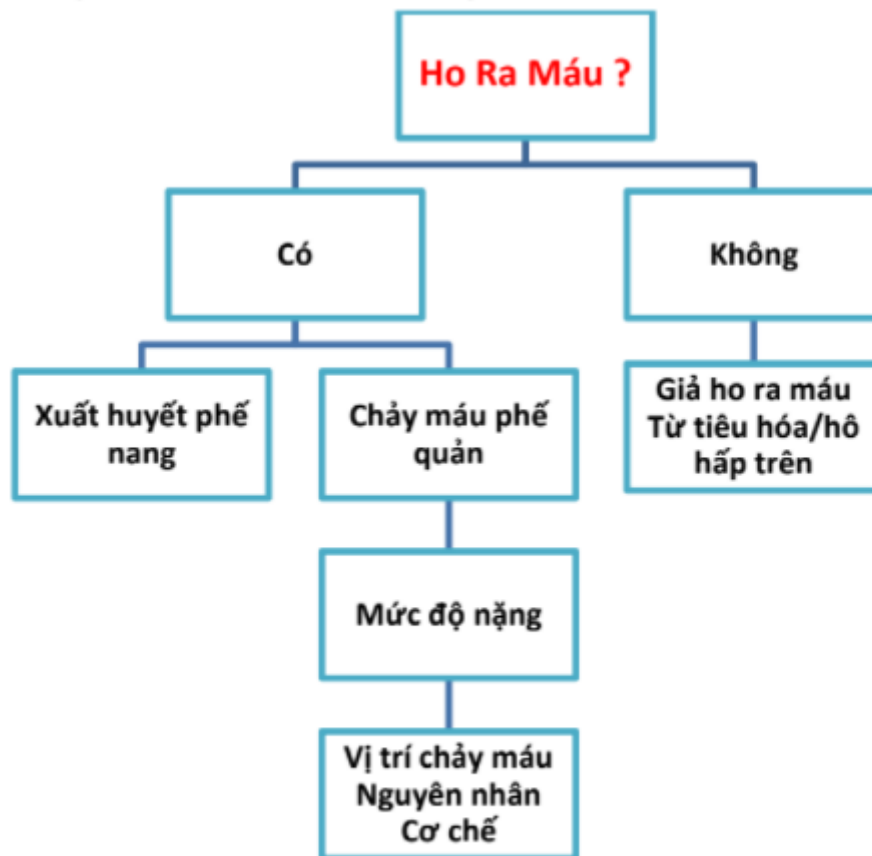 Ho Ra Máu ?
Có
Không
Xuất huyết phế
nang
Chảy máu phế
quản
Giả ho ra máu
Từ tiêu hóa/hô
hấp trên
Mức độ nặng
Vị trí chảy máu
Nguyên nhân
Cơ chế